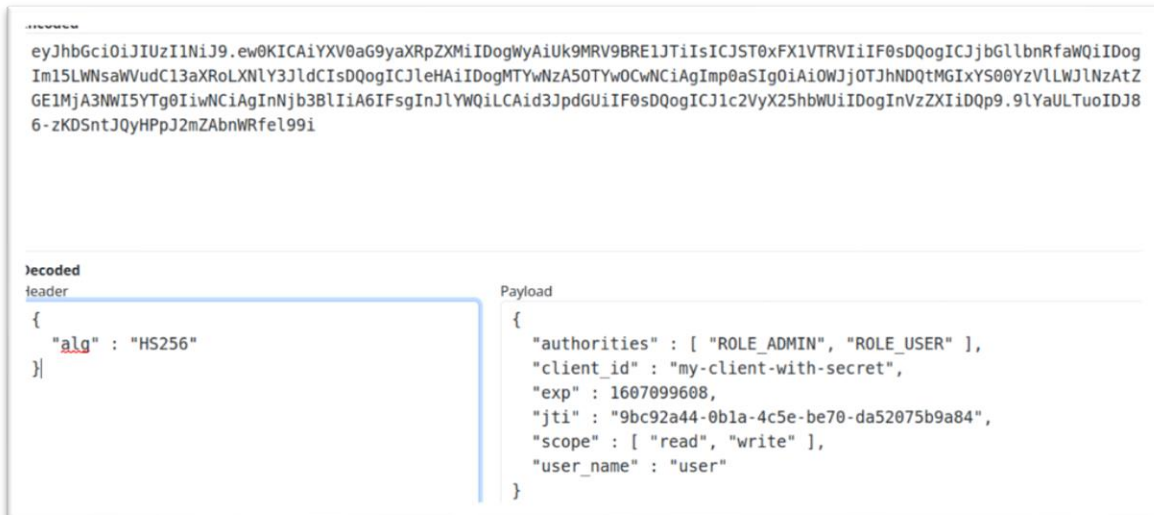 eyJhbGciOiJIUzI1NiJ9.ew0KICAiYXV0aG9yaXRpZXMiIDogWyAiUk9MRV9BRE1JTiIsICJST0xFX1VTRVIiIF0sDQogICJjbGllbnRfaWQiIDog
Im15LWNsaWVudC13aXRoLXNlY3JldCIsDQogICJleHAiIDogMTYwNzA5OTYwOCwNCiAgImp0aSIgOiAiOWJjOTJhNDQtMGIxYS00YzVlLWJlNzAtZ
GE1MjA3NWI5YTg0IiwNCiAgInNjb3BlIiA6IFsgInJlYWQiLCAid3JpdGUiIF0sDQogICJ1c2VyX25hbWUiIDogInVzZXIiDQp9.9lYaULTuoIDJ8
6-zKDSntJQyHPpJ2mZAbnWRfel99i
Decoded
Header
{
"alg" : "HS256"
}
Payload
{
"authorities" : [ "ROLE_ADMIN", "ROLE_USER" ],
"client_id" : "my-client-with-secret",
"exp" : 1607099608,
"jti" : "9bc92a44-0b1a-4c5e-be70-da52075b9a84",
"scope" : [ "read", "write" ],
"user_name" : "user"
}